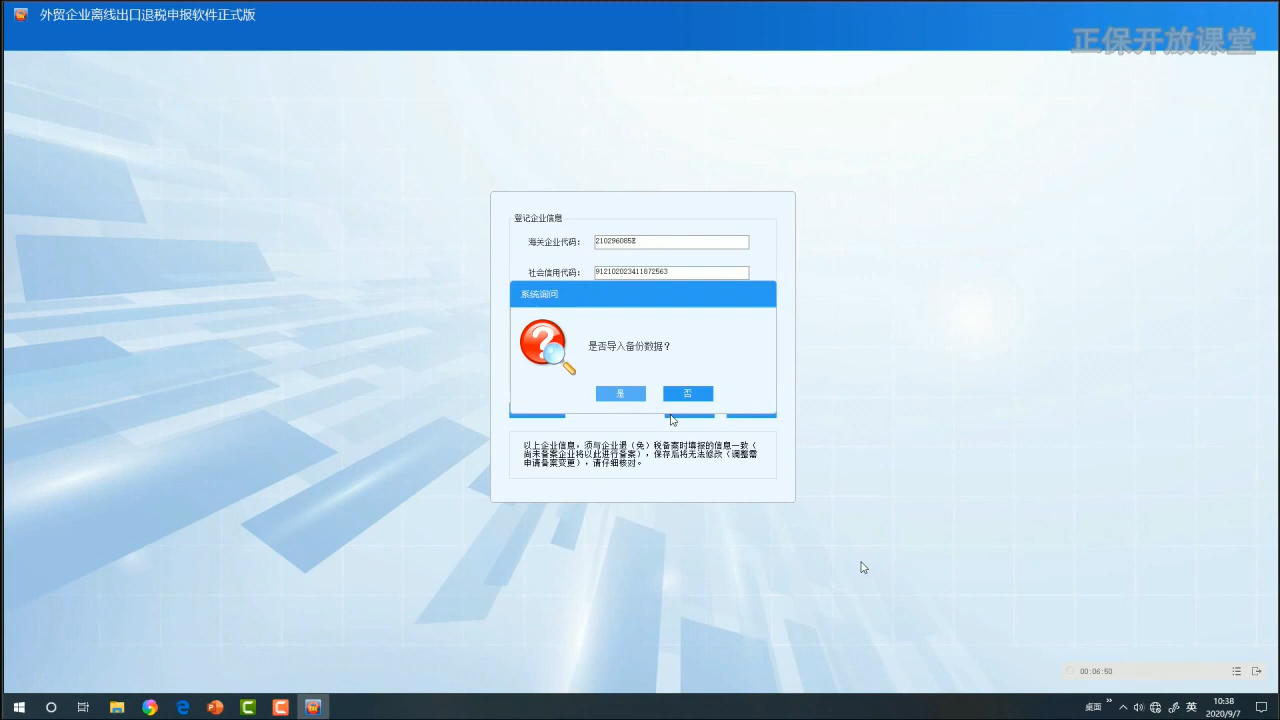 外贸企业离线出口退税申报软件正式版
正保开放课堂
登记企业信息
海关企业代码： 210296085E
社会信用代码： 912102023411872563
系统询问
是否导入备份数据？
是 否
以上企业信息，须与企业退（免）税备案时填报的信息一致（
尚未备案企业将以此进行备案），保存后将无法修改（调整需
申请备案变更），请仔细核对。
00:06:50
桌面 英 10:38
2020/9/7